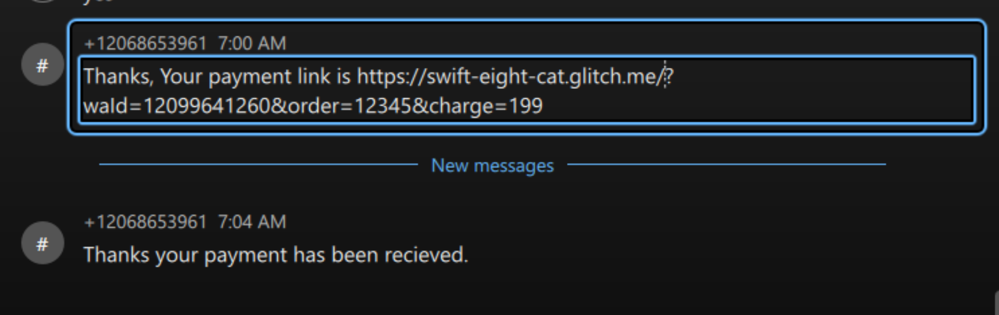 +12068653961 7:00 AM
#
Thanks, Your payment link is https://swift-eight-cat.glitch.me/?
waId=12099641260&order=12345&charge=199
New messages
+12068653961 7:04 AM
#
Thanks your payment has been recieved.